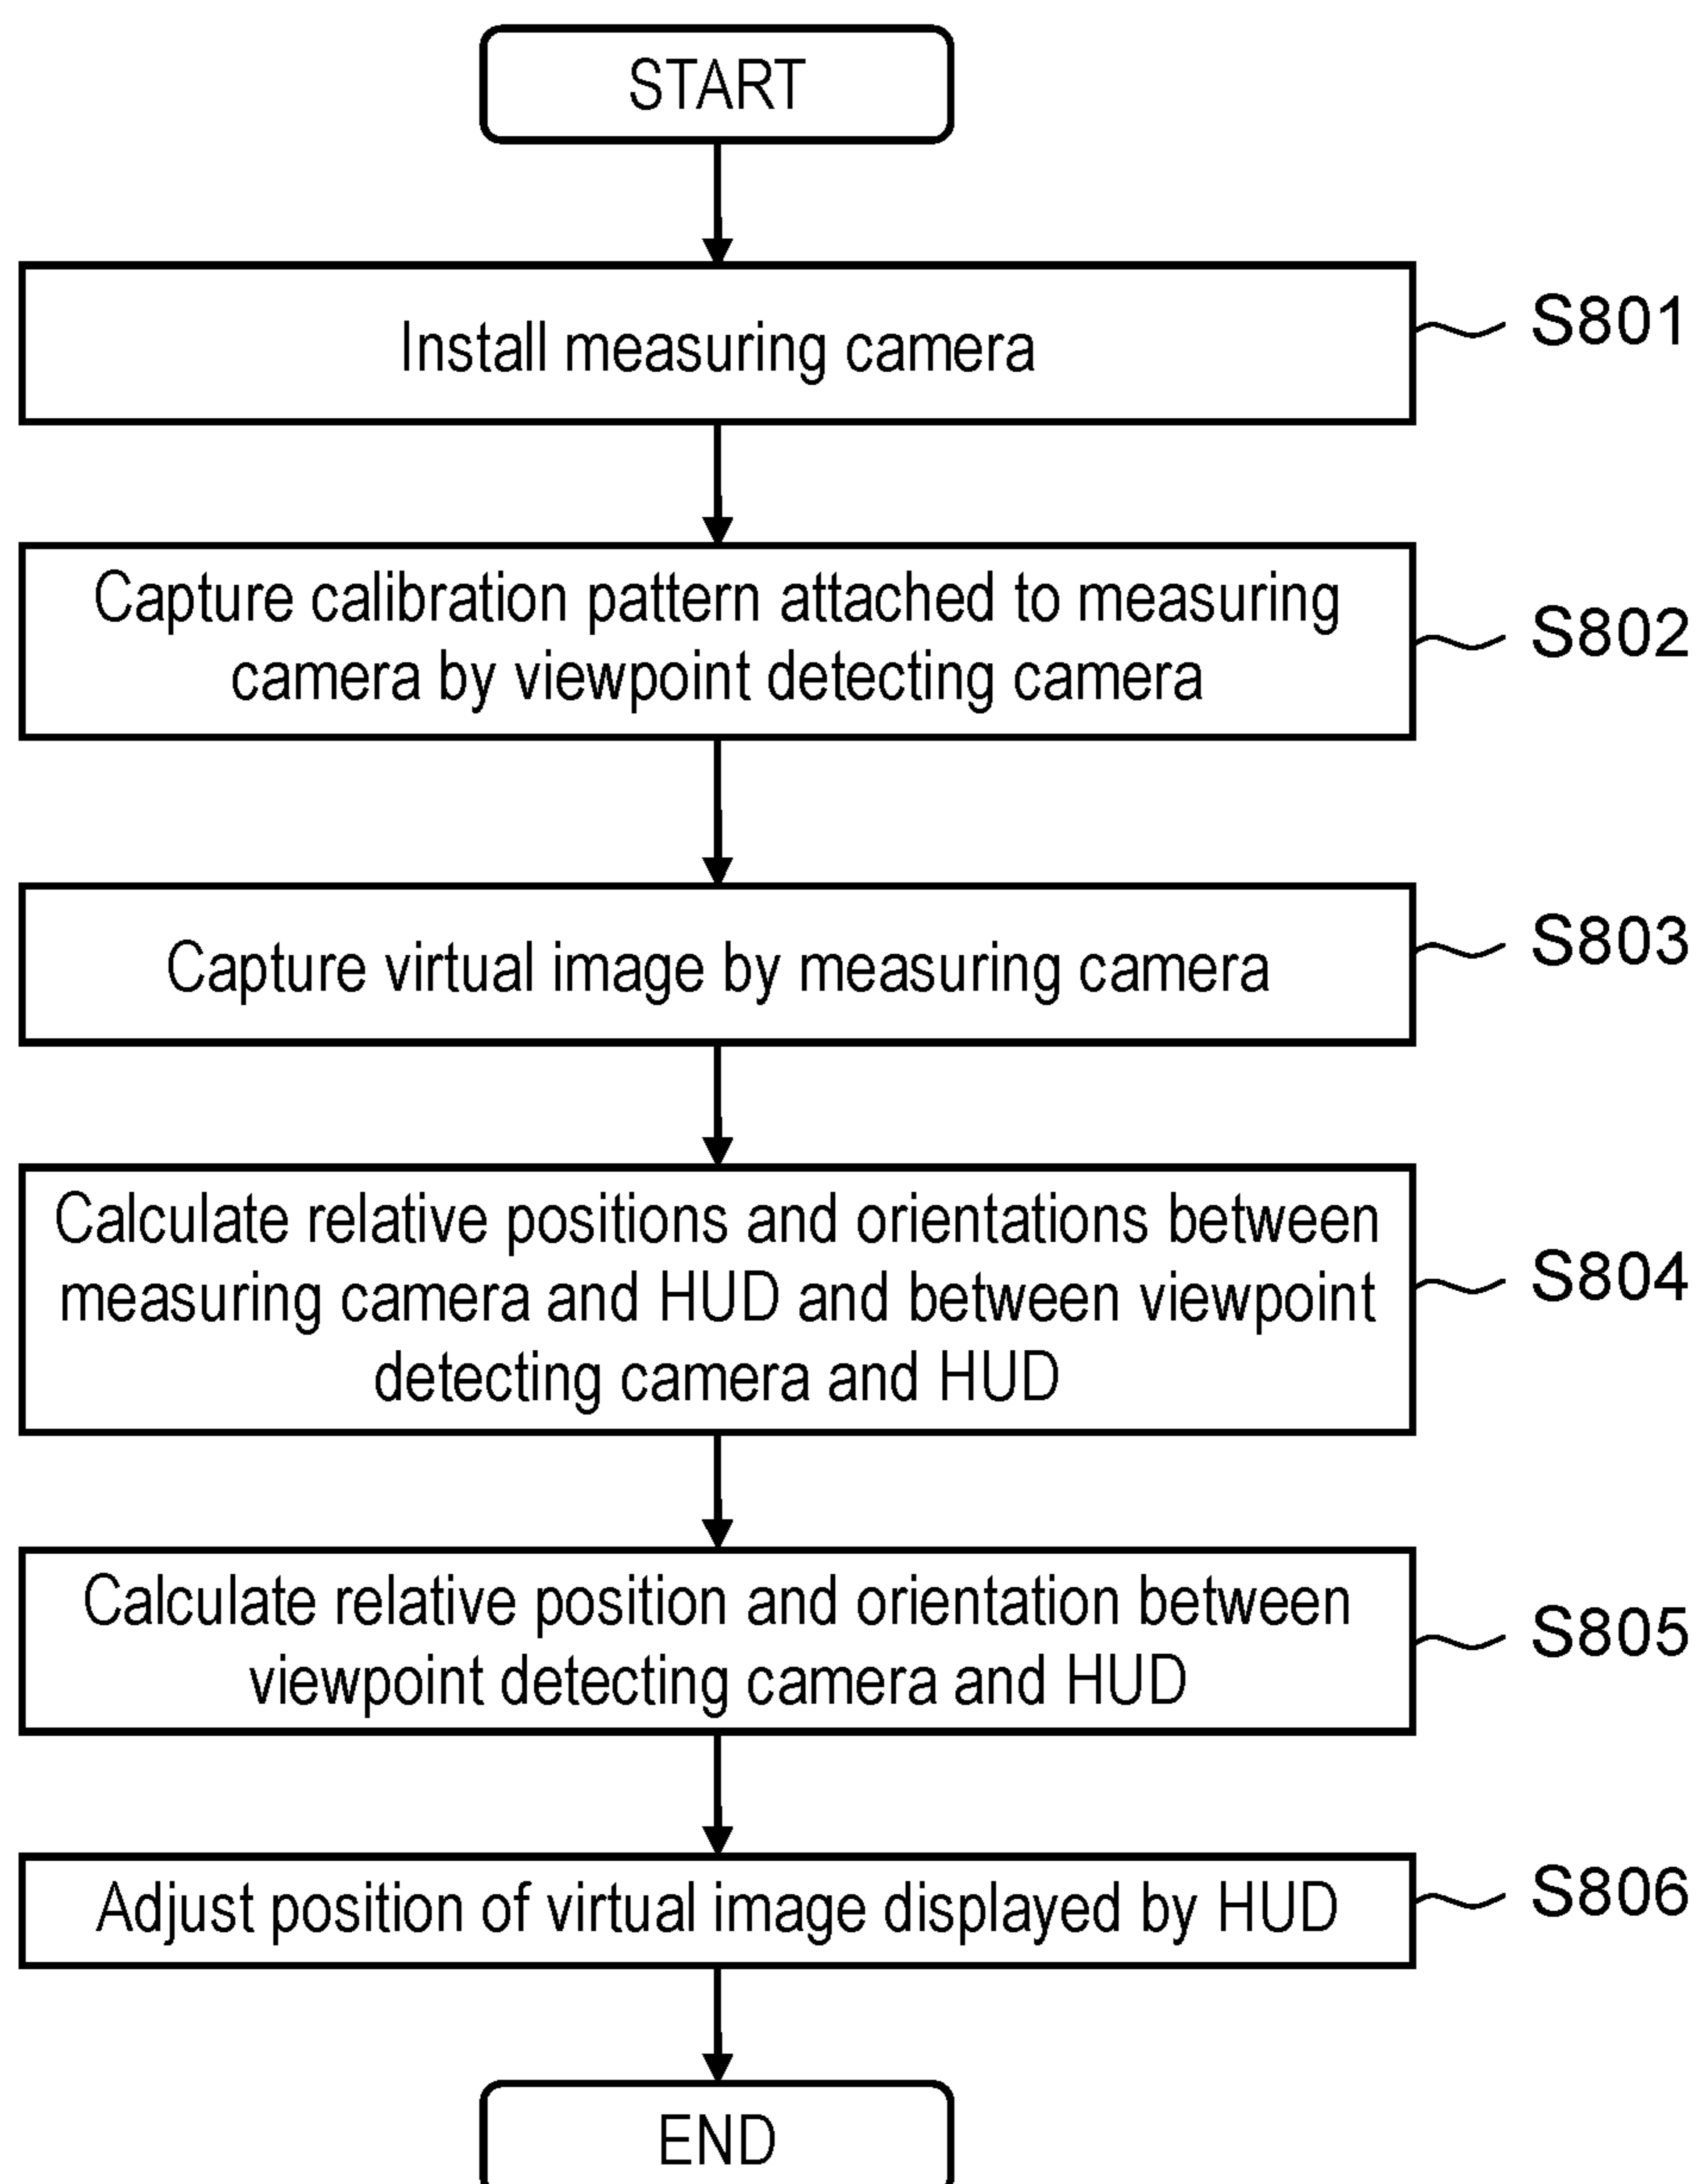 START
Install measuring camera
S801
Capture calibration pattern attached to measuring
camera by viewpoint detecting camera
S802
Capture virtual image by measuring camera
S803
Calculate relative positions and orientations between
measuring camera and HUD and between viewpoint
detecting camera and HUD
S804
Calculate relative position and orientation between
viewpoint detecting camera and HUD
S805
Adjust position of virtual image displayed by HUD
S806
END